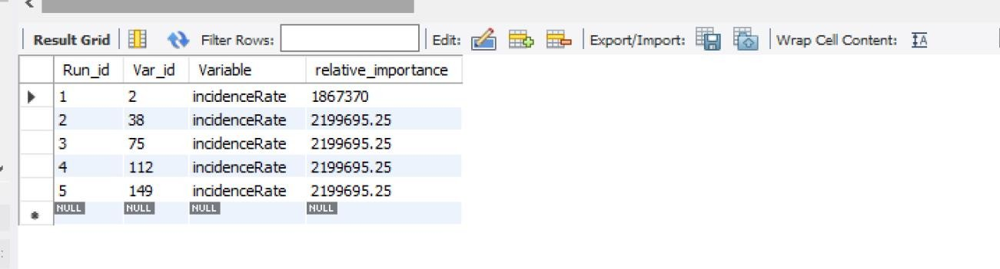 Result Grid Filter Rows: Edit: Export/Import: Wrap Cell Content:
Run_id Var_id Variable relative_importance
1 2 incidenceRate 1867370
2 38 incidenceRate 2199695.25
3 75 incidenceRate 2199695.25
4 112 incidenceRate 2199695.25
5 149 incidenceRate 2199695.25
NULL NULL NULL NULL